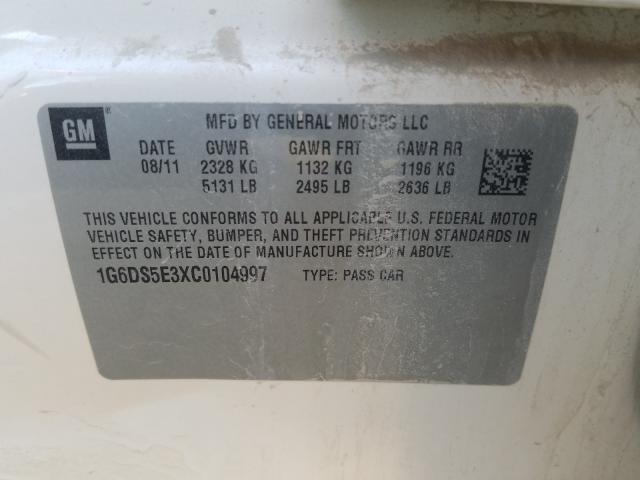 GM ® MFD BY GENERAL MOTORS LLC
DATE GVWR GAWR FRT GAWR RR
08/11 2328 KG 1132 KG 1196 KG
5131 LB 2495 LB 2636 LB
THIS VEHICLE CONFORMS TO ALL APPLICABLE U.S. FEDERAL MOTOR
VEHICLE SAFETY, BUMPER, AND THEFT PREVENTION STANDARDS IN
EFFECT ON THE DATE OF MANUFACTURE SHOWN ABOVE.
1G6DS5E3XC0104997 TYPE: PASS CAR